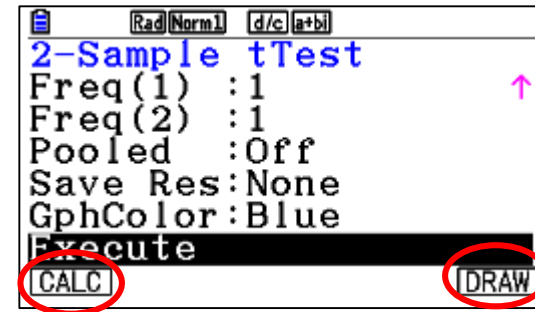 Rad Norm1 d/c a+bi
2-Sample tTest
Freq(1) :1
Freq(2) :1
Pooled :Off
Save Res:None
GphColor:Blue
Execute
CALC DRAW